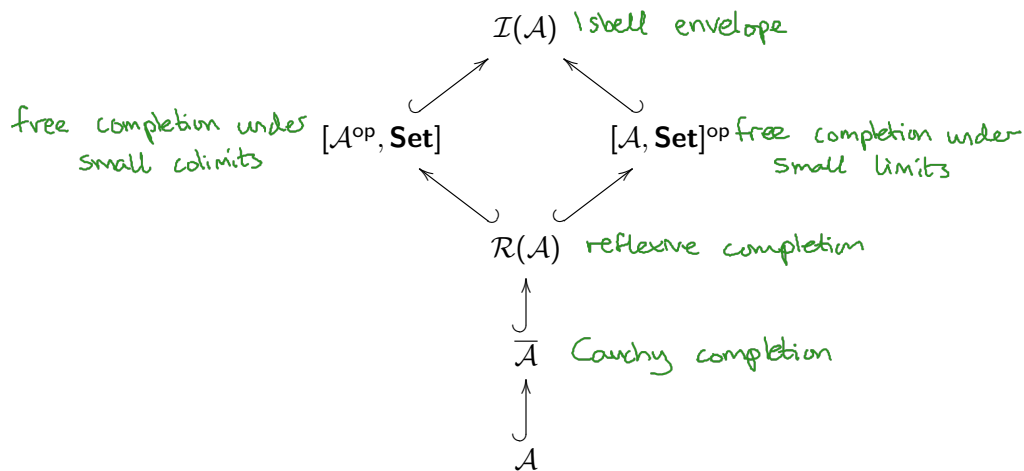 𝓘(𝒜) Isbell envelope
free completion under small colimits
[𝒜ᵒᵖ, Set]
[𝒜, Set]ᵒᵖ
free completion under small limits
𝓡(𝒜) reflexive completion
𝒜̅ Cauchy completion
𝒜